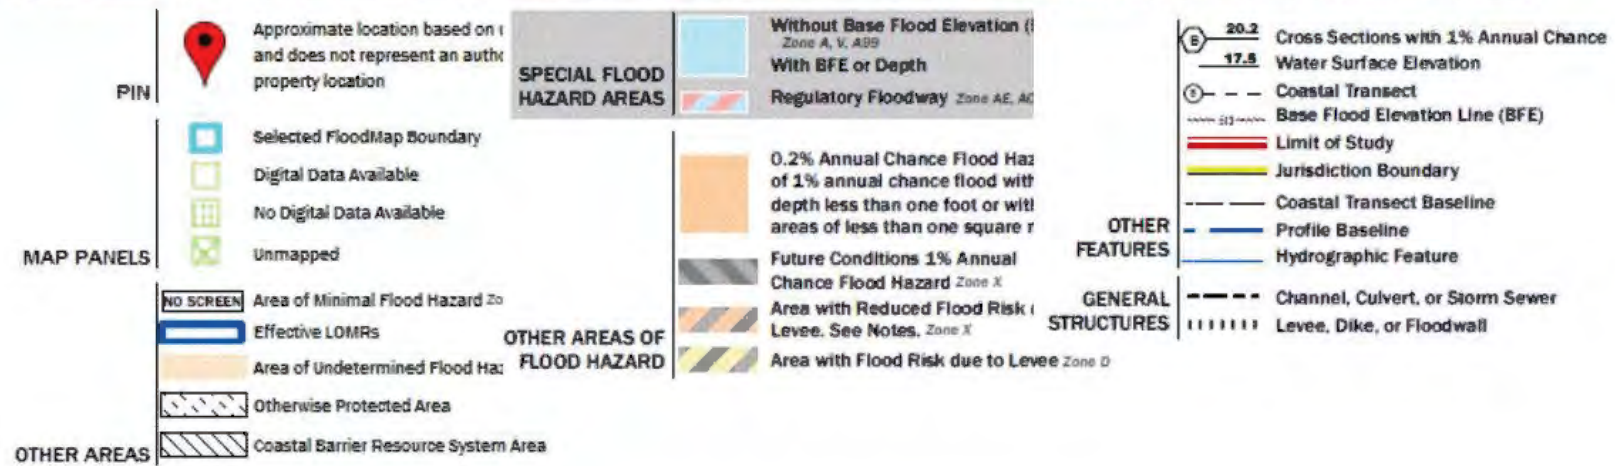 PIN
Approximate location based on
and does not represent an
property location
MAP PANELS
Selected FloodMap Boundary
Digital Data Available
No Digital Data Available
Unmapped
OTHER AREAS
NO SCREEN Area of Minimal Flood Hazard
Effective LOMRs
Area of Undetermined Flood
Otherwise Protected Area
Coastal Barrier Resource System Area
SPECIAL FLOOD
HAZARD AREAS
Without Base Flood Elevation
Zone A, V, A99
With BFE or Depth
Regulatory Floodway Zone AE,
OTHER AREAS OF
FLOOD HAZARD
0.2% Annual Chance Flood
of 1% annual chance flood with
depth less than one foot or
areas of less than one square
Future Conditions 1% Annual
Chance Flood Hazard Zone X
Area with Reduced Flood Risk
Levee. See Notes. Zone X
Area with Flood Risk due to Levee Zone D
OTHER
FEATURES
B 20.2 Cross Sections with 1% Annual Chance
17.5 Water Surface Elevation
Coastal Transect
513 Base Flood Elevation Line (BFE)
Limit of Study
Jurisdiction Boundary
Coastal Transect Baseline
Profile Baseline
Hydrographic Feature
GENERAL
STRUCTURES
Channel, Culvert, or Storm Sewer
Levee, Dike, or Floodwall